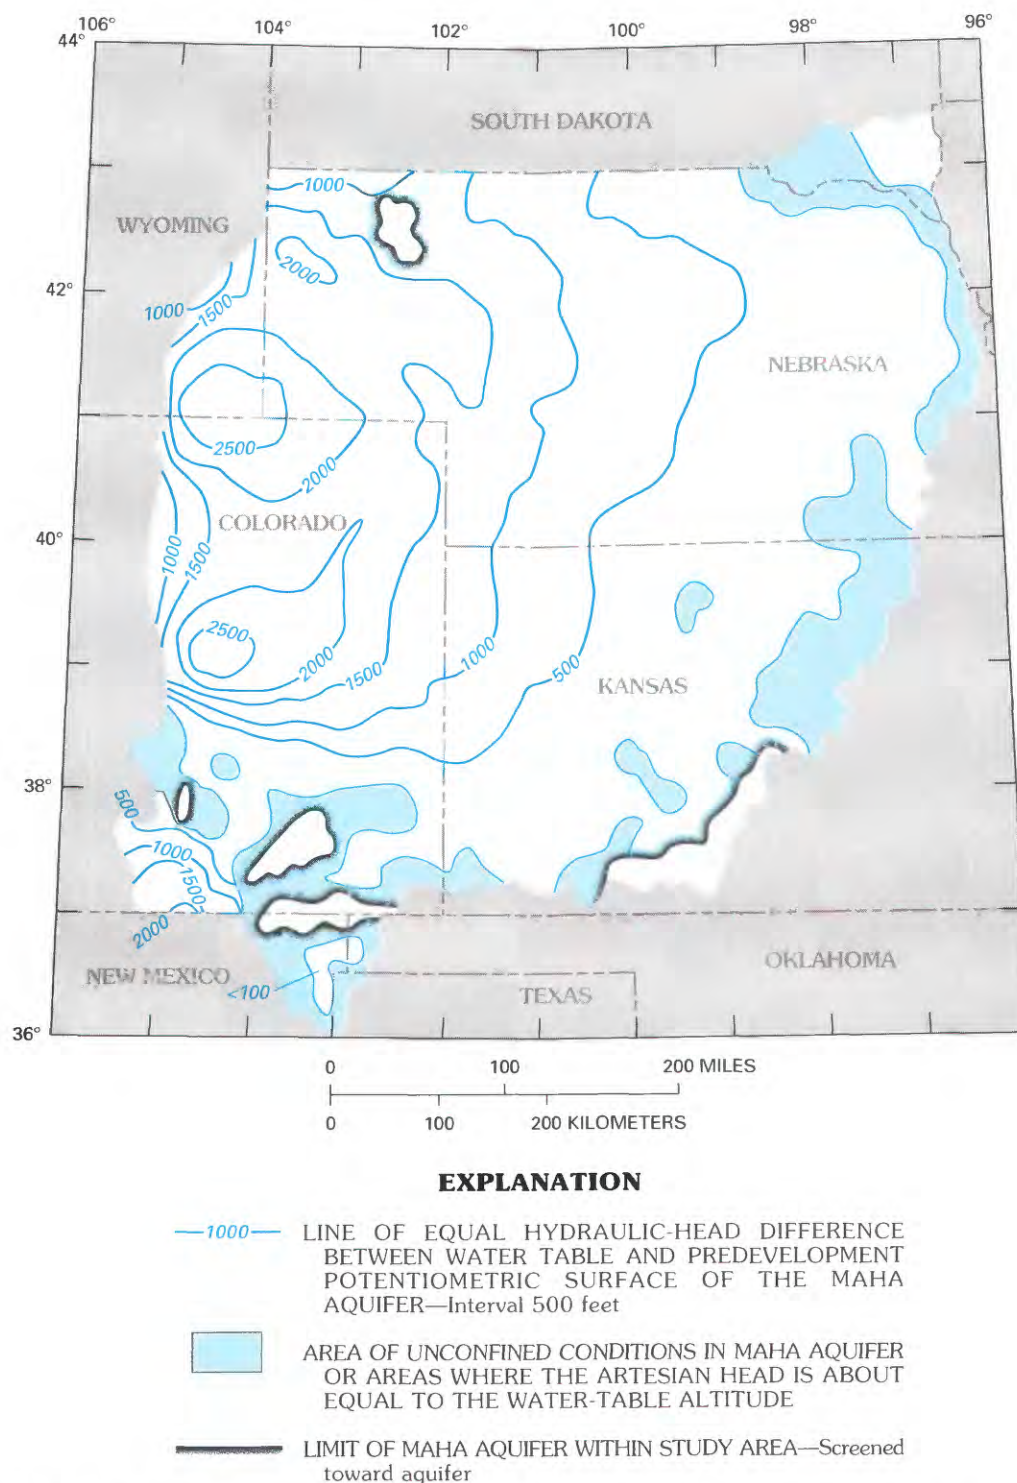 106°
104°
102°
100°
98°
96°
44°
SOUTH DAKOTA
1000
WYOMING
2000
42°
1000
1500
NEBRASKA
2500
2000
COLORADO
40°
1000
1500
2500
2000
1500
1000
500
KANSAS
38°
500
1000
1500
2000
NEW MEXICO
<100
TEXAS
OKLAHOMA
36°
0 100 200 MILES
0 100 200 KILOMETERS
EXPLANATION
—1000— LINE OF EQUAL HYDRAULIC-HEAD DIFFERENCE
BETWEEN WATER TABLE AND PREDEVELOPMENT
POTENTIOMETRIC SURFACE OF THE MAHA
AQUIFER—Interval 500 feet
AREA OF UNCONFINED CONDITIONS IN MAHA AQUIFER
OR AREAS WHERE THE ARTESIAN HEAD IS ABOUT
EQUAL TO THE WATER-TABLE ALTITUDE
LIMIT OF MAHA AQUIFER WITHIN STUDY AREA—Screened
toward aquifer